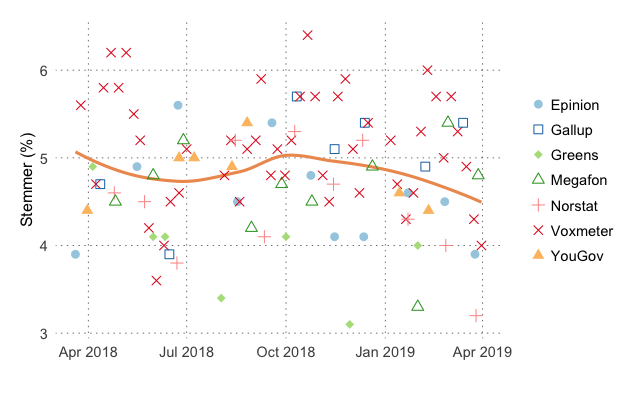 Stemmer (%)
6
5
4
3
Apr 2018
Jul 2018
Oct 2018
Jan 2019
Apr 2019
Epinion
Gallup
Greens
Megafon
Norstat
Voxmeter
YouGov